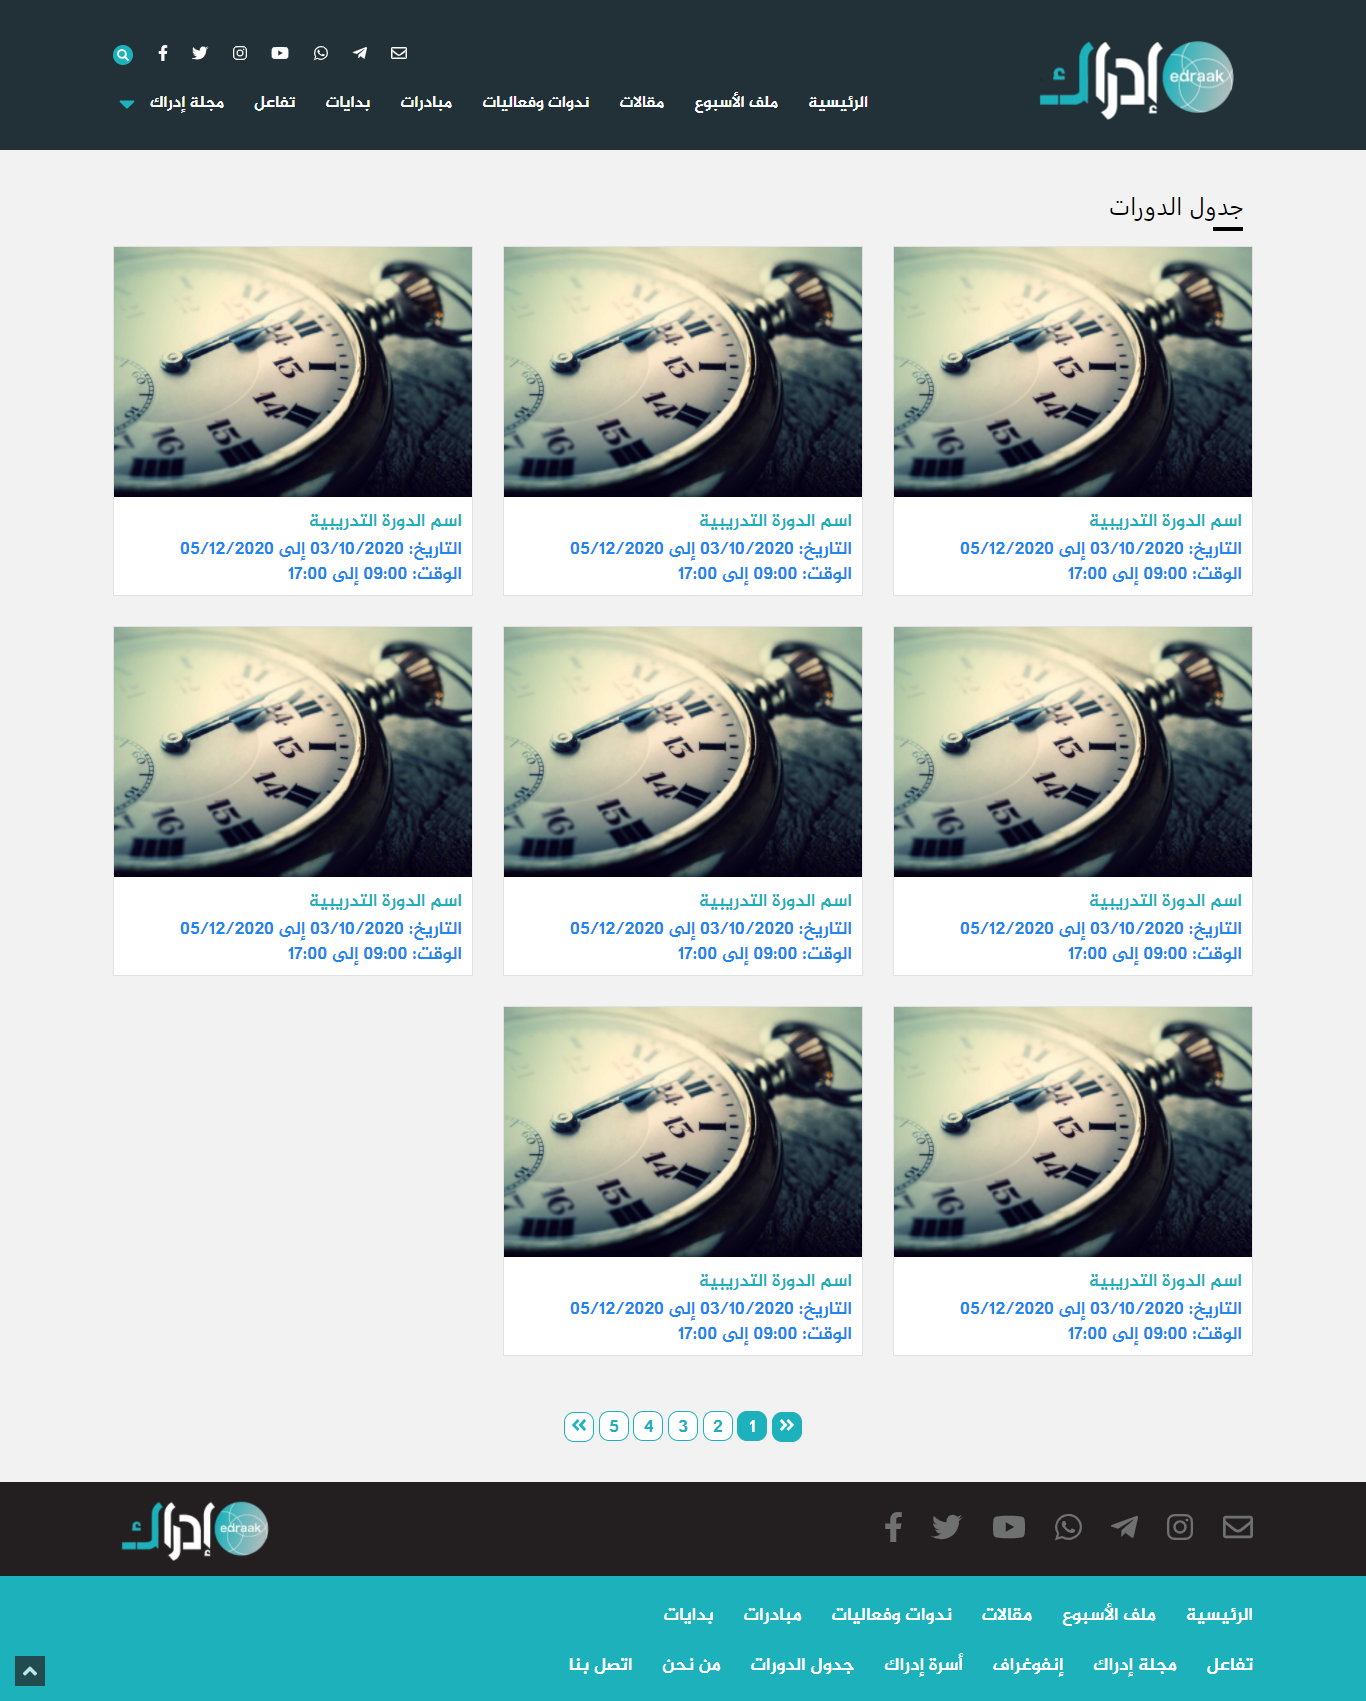 إدراك edraak
الرئيسية ملف الأسبوع مقالات ندوات وفعاليات مبادرات بدايات تفاعل مجلة إدراك
جدول الدورات
اسم الدورة التدريبية
التاريخ: 03/10/2020 إلى 05/12/2020
الوقت: 09:00 إلى 17:00
اسم الدورة التدريبية
التاريخ: 03/10/2020 إلى 05/12/2020
الوقت: 09:00 إلى 17:00
اسم الدورة التدريبية
التاريخ: 03/10/2020 إلى 05/12/2020
الوقت: 09:00 إلى 17:00
اسم الدورة التدريبية
التاريخ: 03/10/2020 إلى 05/12/2020
الوقت: 09:00 إلى 17:00
اسم الدورة التدريبية
التاريخ: 03/10/2020 إلى 05/12/2020
الوقت: 09:00 إلى 17:00
اسم الدورة التدريبية
التاريخ: 03/10/2020 إلى 05/12/2020
الوقت: 09:00 إلى 17:00
اسم الدورة التدريبية
التاريخ: 03/10/2020 إلى 05/12/2020
الوقت: 09:00 إلى 17:00
اسم الدورة التدريبية
التاريخ: 03/10/2020 إلى 05/12/2020
الوقت: 09:00 إلى 17:00
1 2 3 4 5
إدراك edraak
الرئيسية ملف الأسبوع مقالات ندوات وفعاليات مبادرات بدايات
تفاعل مجلة إدراك إنفوغراف أسرة إدراك جدول الدورات من نحن اتصل بنا